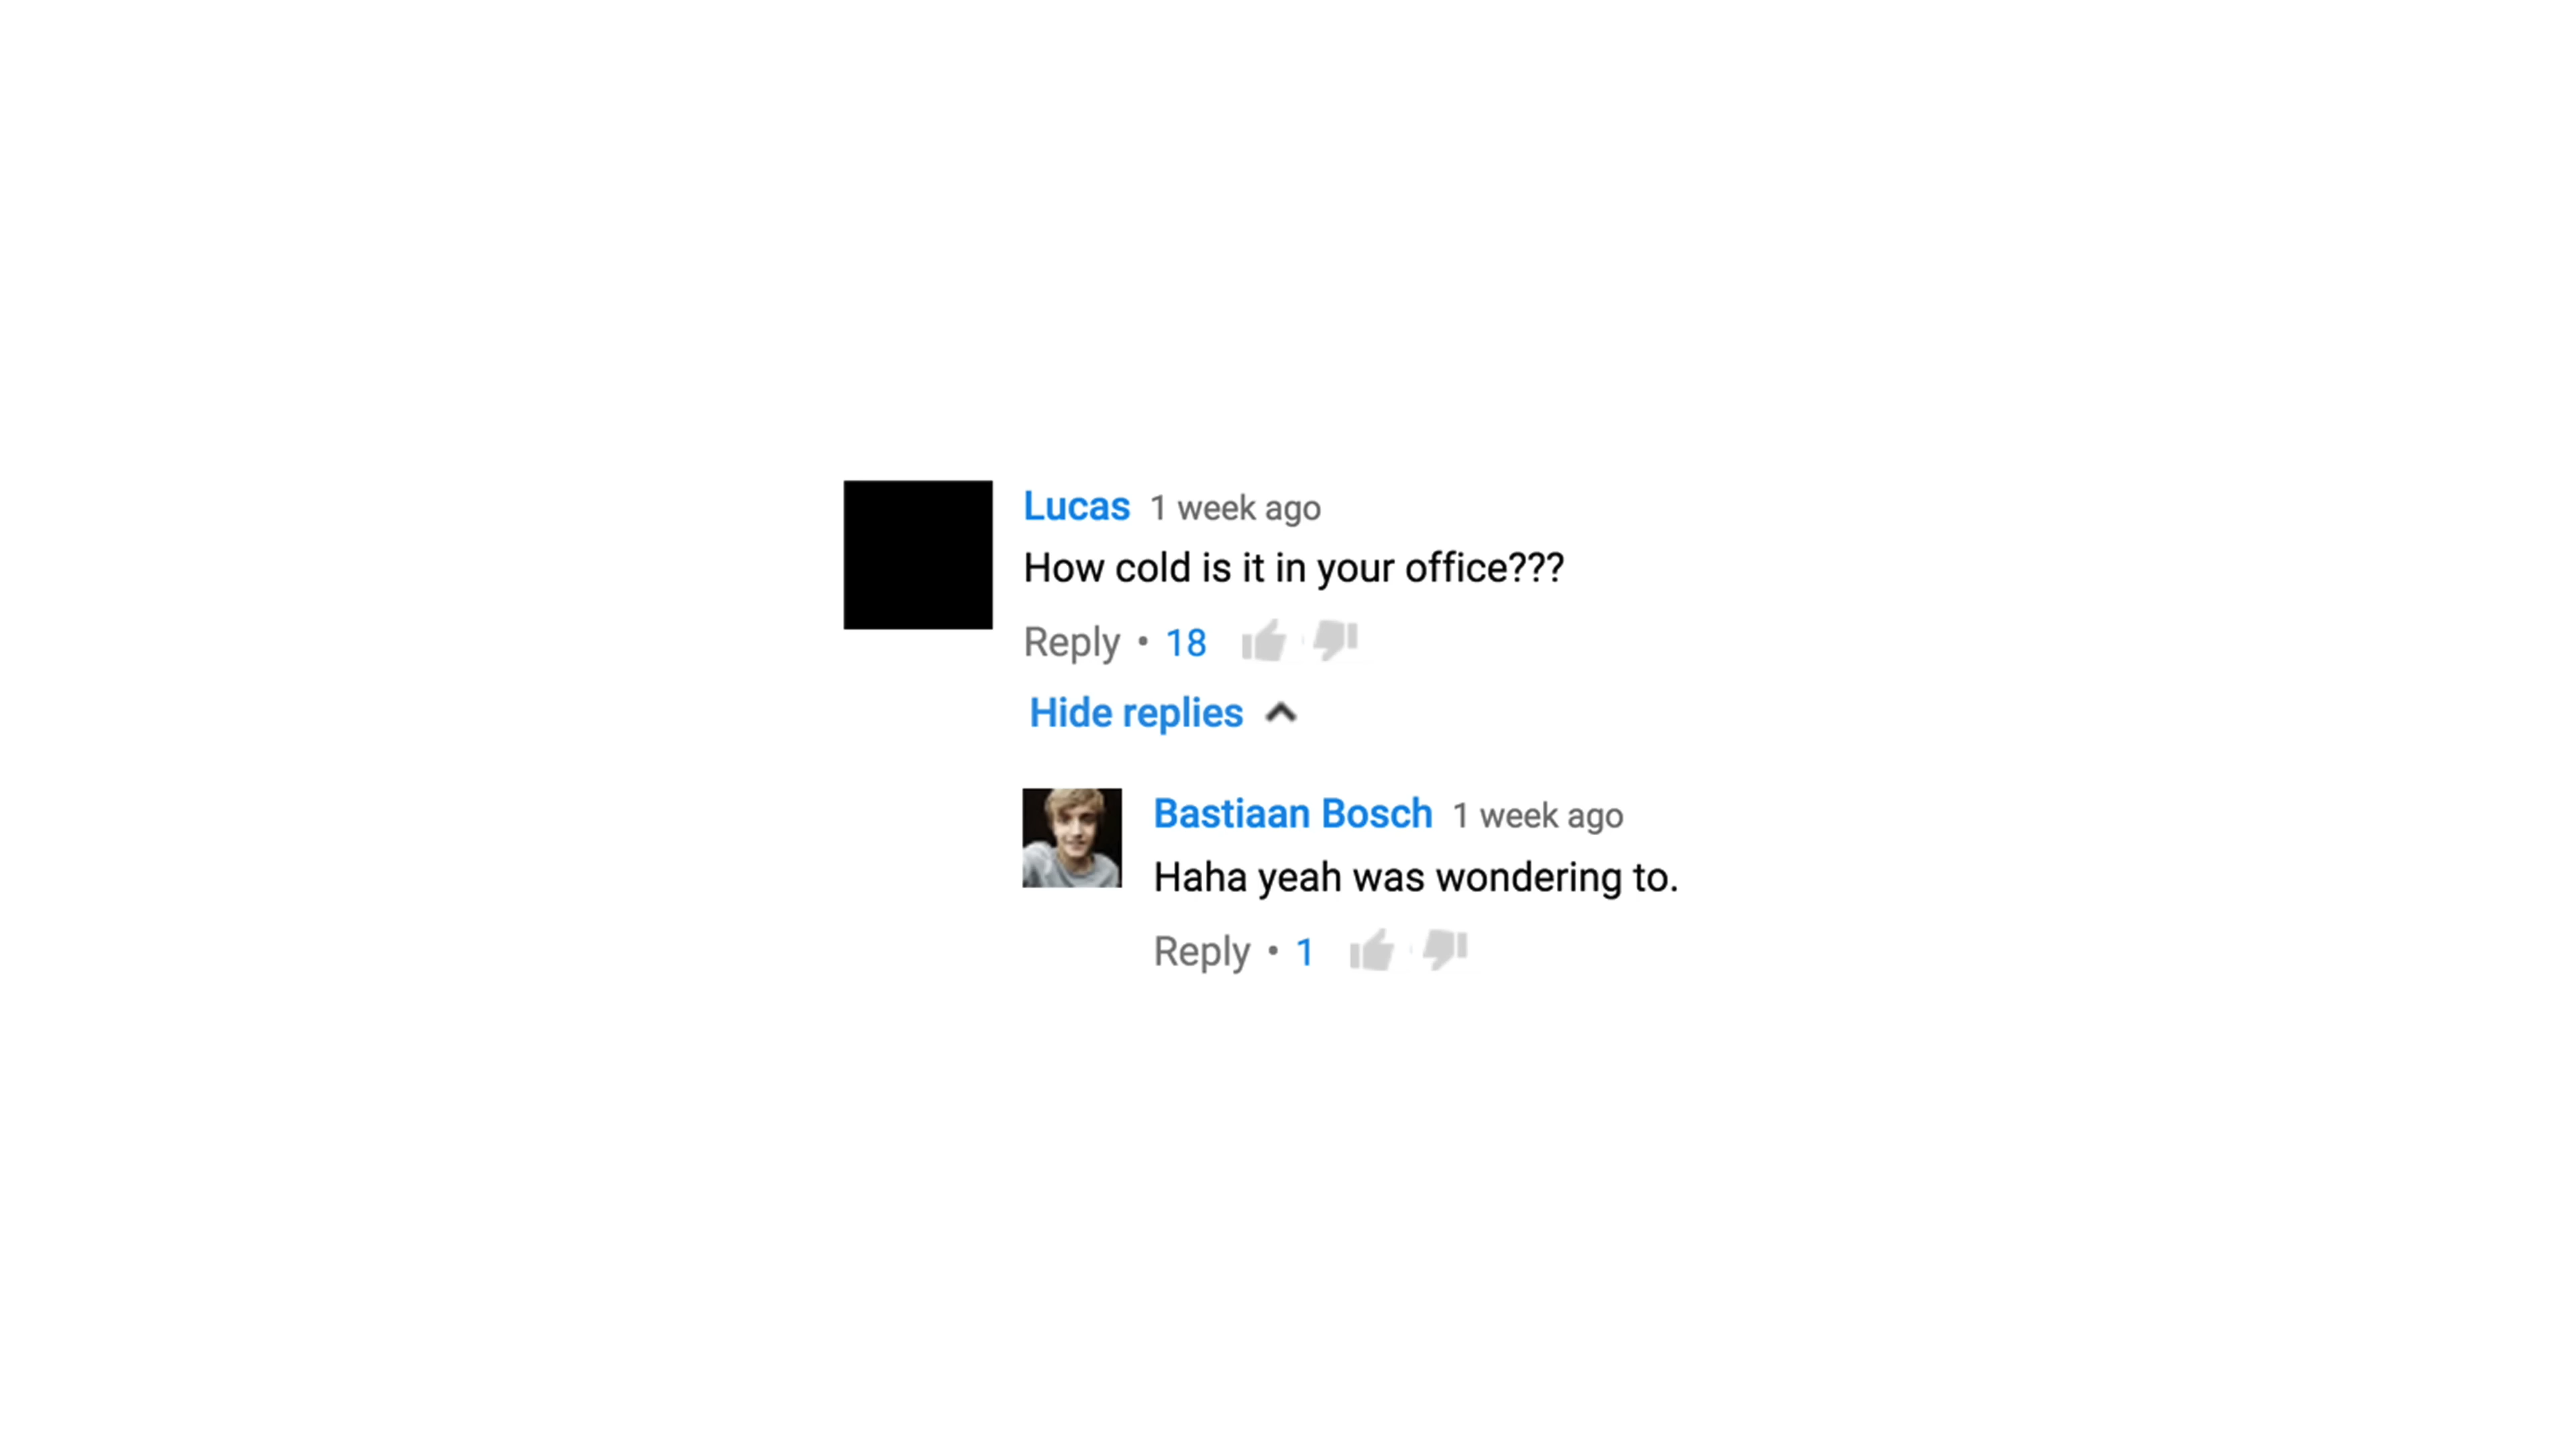 Lucas 1 week ago
How cold is it in your office???
Reply • 18
Hide replies
Bastiaan Bosch 1 week ago
Haha yeah was wondering to.
Reply • 1